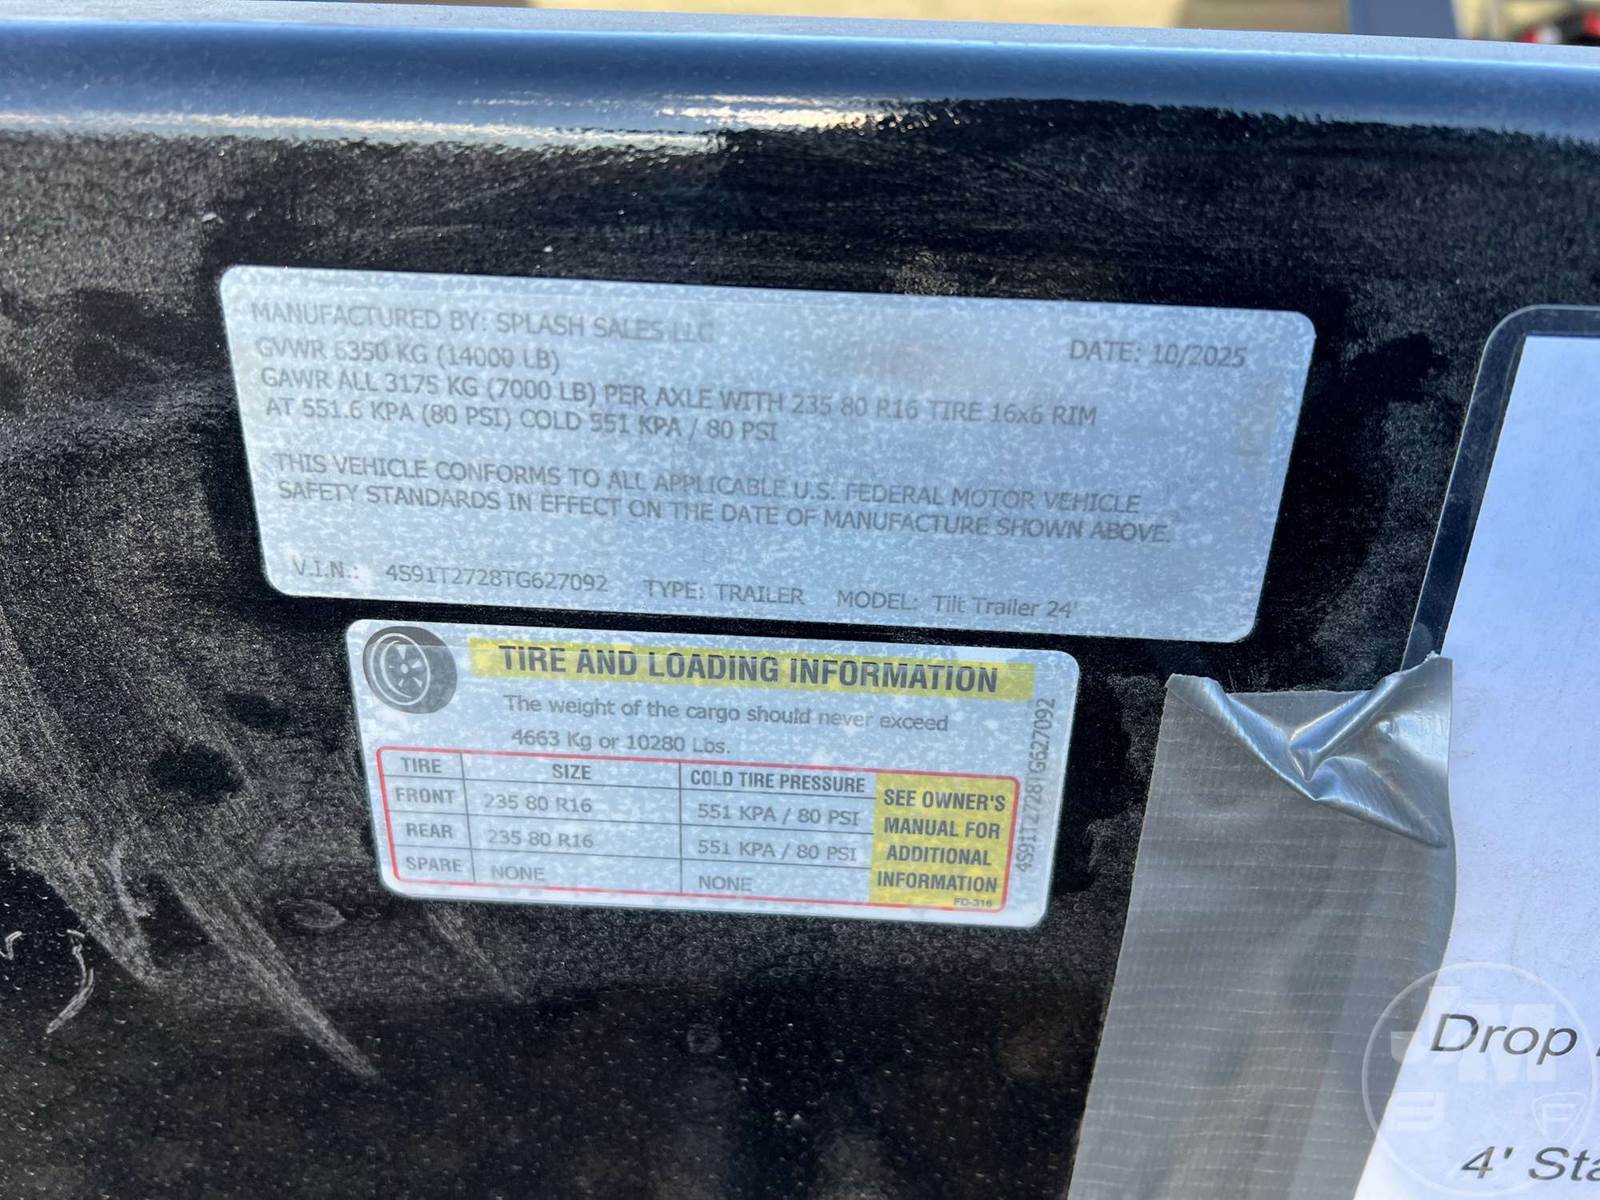 MANUFACTURED BY: SPLASH SALES LLC
DATE: 10/2025
GVWR 6350 KG (14000 LB)
GAWR ALL 3175 KG (7000 LB) PER AXLE WITH 235 80 R16 TIRE 16x6 RIM
AT 551.6 KPA (80 PSI) COLD 551 KPA / 80 PSI
THIS VEHICLE CONFORMS TO ALL APPLICABLE U.S. FEDERAL MOTOR VEHICLE
SAFETY STANDARDS IN EFFECT ON THE DATE OF MANUFACTURE SHOWN ABOVE.
V.I.N.: 4S91T2728TG627092 TYPE: TRAILER MODEL: Tilt Trailer 24'
TIRE AND LOADING INFORMATION
The weight of the cargo should never exceed
4663 Kg or 10280 Lbs.
TIRE SIZE COLD TIRE PRESSURE
FRONT 235 80 R16 551 KPA / 80 PSI
REAR 235 80 R16 551 KPA / 80 PSI
SPARE NONE NONE
SEE OWNER'S
MANUAL FOR
ADDITIONAL
INFORMATION
FD-316
4S91T2728TG627092
Drop
4'
JM
F